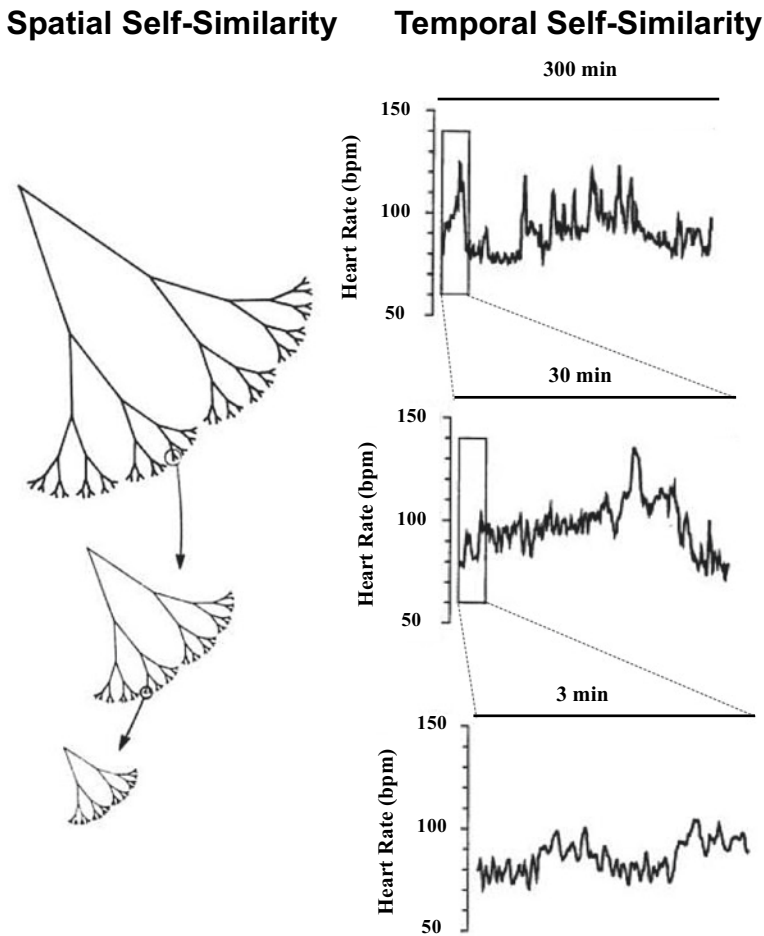 Spatial Self-Similarity
Temporal Self-Similarity
300 min
150
100
50
Heart Rate (bpm)
30 min
150
100
50
Heart Rate (bpm)
3 min
150
100
50
Heart Rate (bpm)